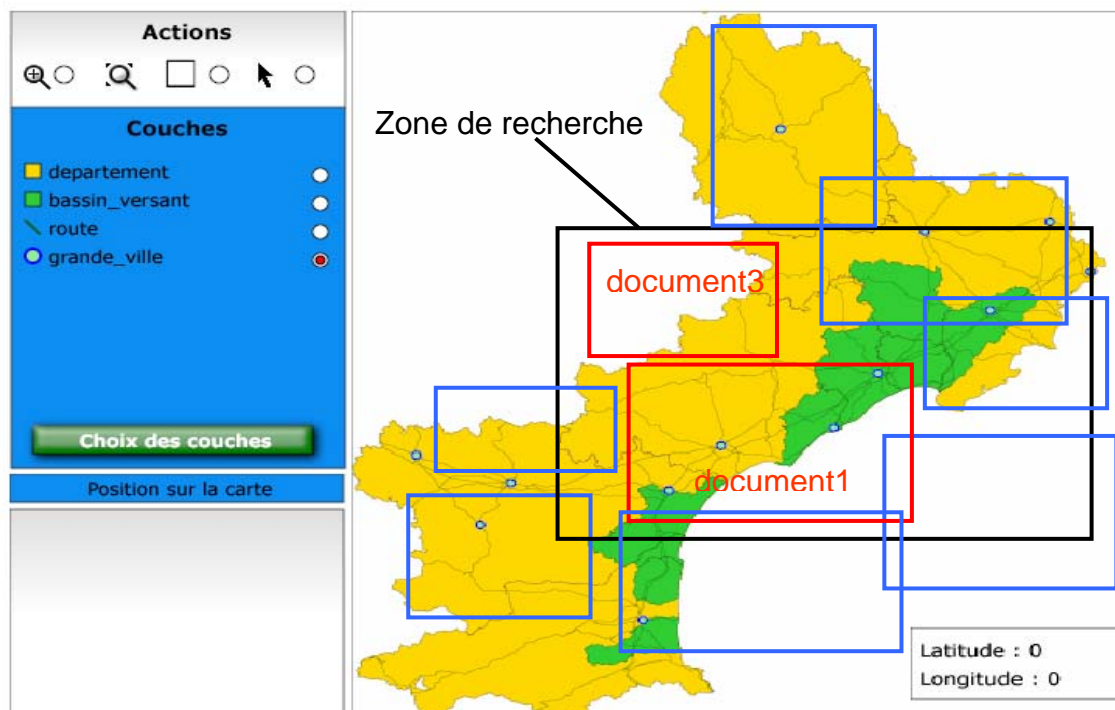 Actions
Couches
departement
bassin_versant
route
grande_ville
Choix des couches
Position sur la carte
Zone de recherche
document3
document1
Latitude : 0
Longitude : 0